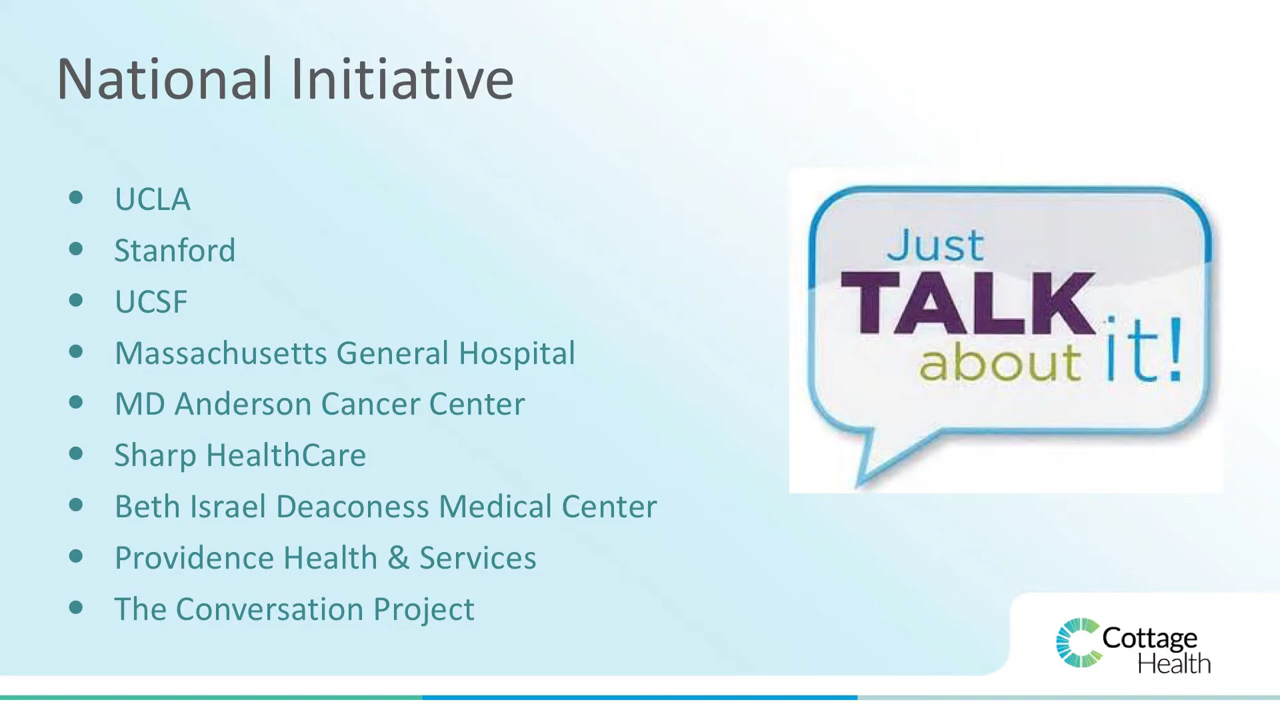 National Initiative
• UCLA
• Stanford
• UCSF
• Massachusetts General Hospital
• MD Anderson Cancer Center
• Sharp HealthCare
• Beth Israel Deaconess Medical Center
• Providence Health & Services
• The Conversation Project
Just
TALK
about it!
Cottage
Health